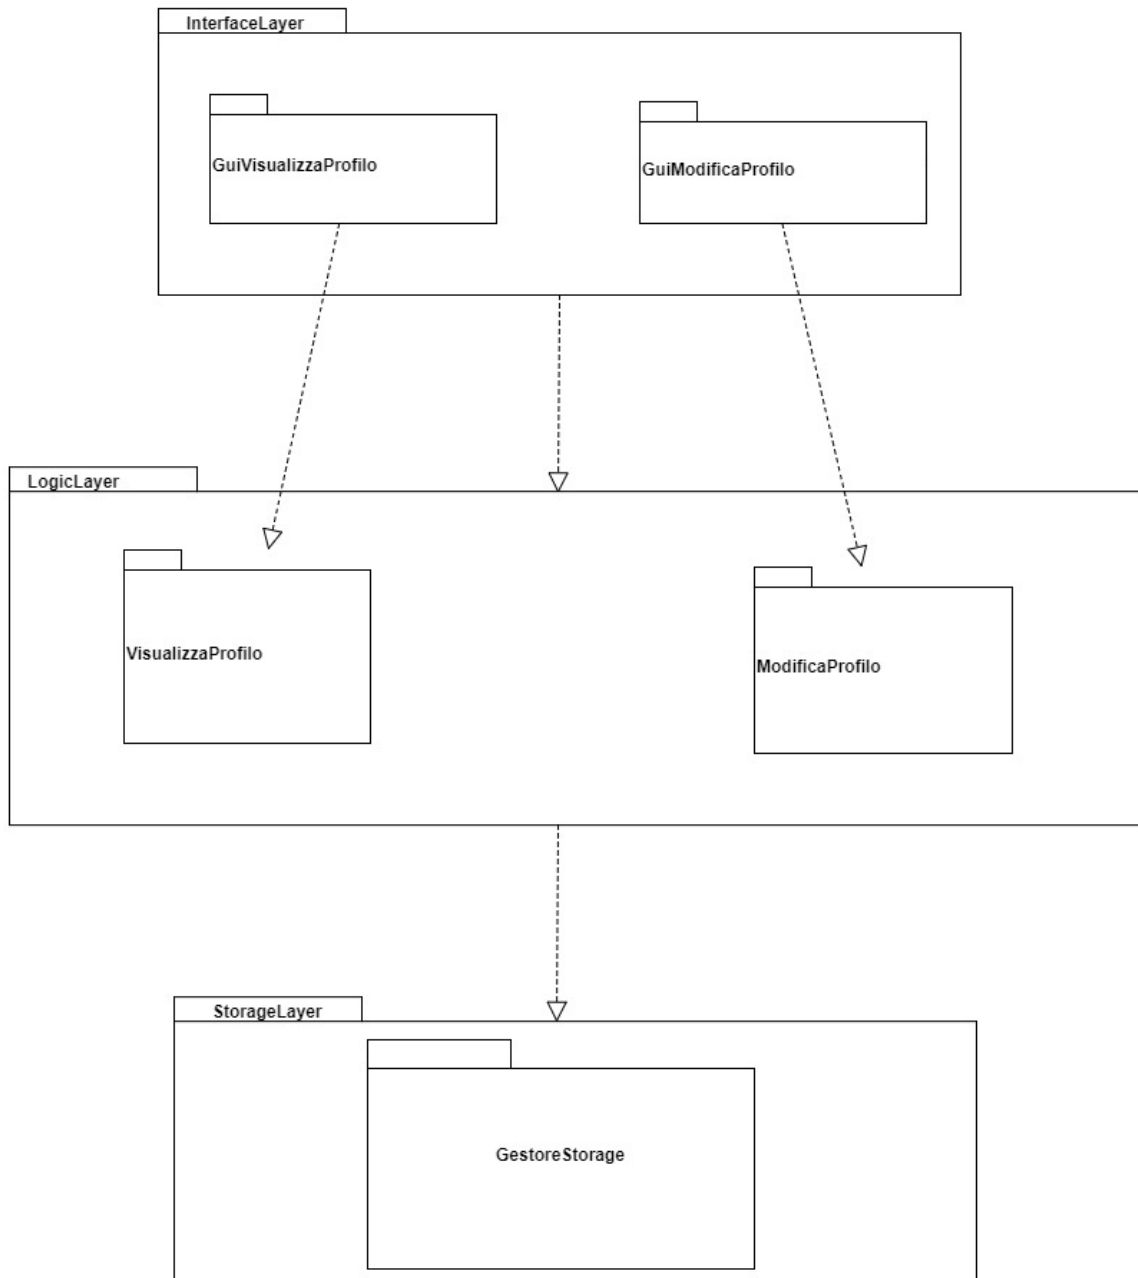 InterfaceLayer
GuiVisualizzaProfilo
GuiModificaProfilo
LogicLayer
VisualizzaProfilo
ModificaProfilo
StorageLayer
GestoreStorage